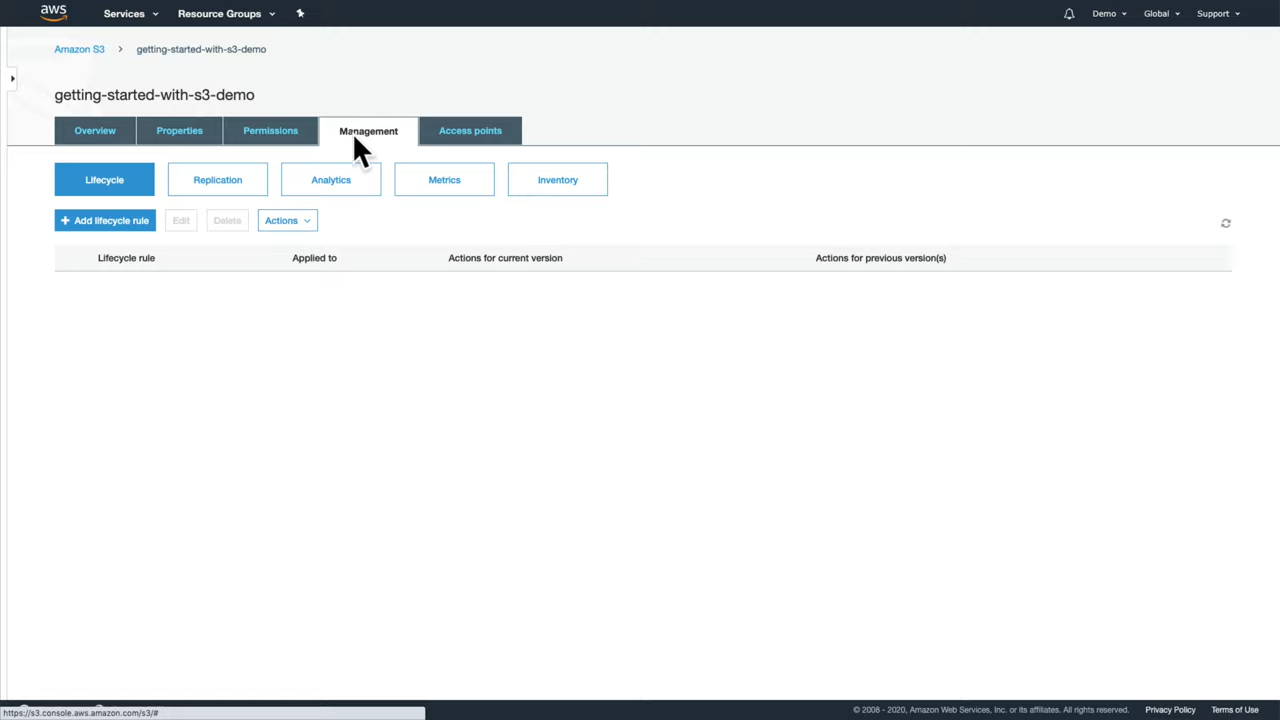 aws Services Resource Groups Demo Global Support
Amazon S3 > getting-started-with-s3-demo
getting-started-with-s3-demo
Overview Properties Permissions Management Access points
Lifecycle Replication Analytics Metrics Inventory
+ Add lifecycle rule Edit Delete Actions
Lifecycle rule Applied to Actions for current version Actions for previous version(s)
https://s3.console.aws.amazon.com/s3/# © 2008 - 2020, Amazon Web Services, Inc. or its affiliates. All rights reserved. Privacy Policy Terms of Use